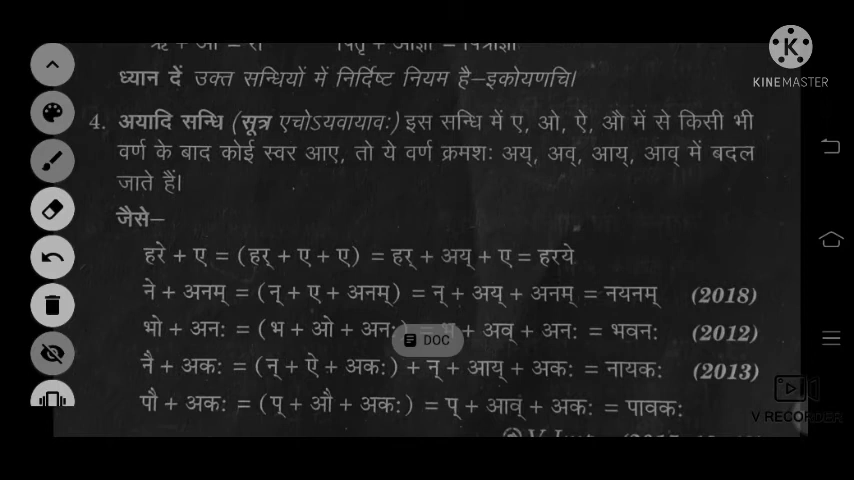 K
KINEMASTER
ध्यान दें उक्त सन्धियों में निर्दिष्ट नियम है–इकोयणचि।
4. अयादि सन्धि (सूत्र एचोऽयवायावः) इस सन्धि में ए, ओ, ऐ, औ में से किसी भी
वर्ण के बाद कोई स्वर आए, तो ये वर्ण क्रमशः अय्, अव्, आय्, आव् में बदल
जाते हैं।
जैसे–
हरे + ए = (हर् + ए + ए) = हर् + अय् + ए = हरये
ने + अनम् = (न् + ए + अनम्) = न् + अय् + अनम् = नयनम् (2018)
भो + अनः = (भ + ओ + अनः) = भ + अव् + अनः = भवनः (2012)
DOC
नै + अकः = (न् + ऐ + अकः) + न् + आय् + अकः = नायकः (2013)
पौ + अकः = (प् + औ + अकः) = प् + आव् + अकः = पावकः
V RECORDER